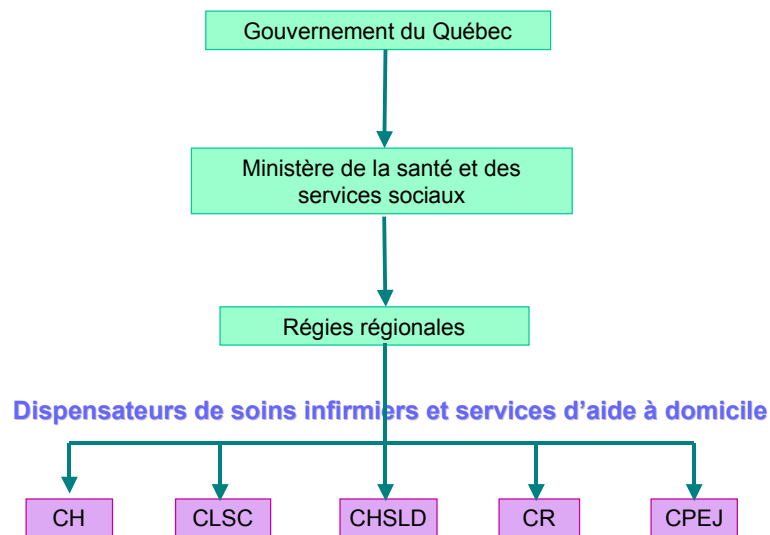 Gouvernement du Québec
Ministère de la santé et des
services sociaux
Régies régionales
Dispensateurs de soins infirmiers et services d’aide à domicile
CH
CLSC
CHSLD
CR
CPEJ